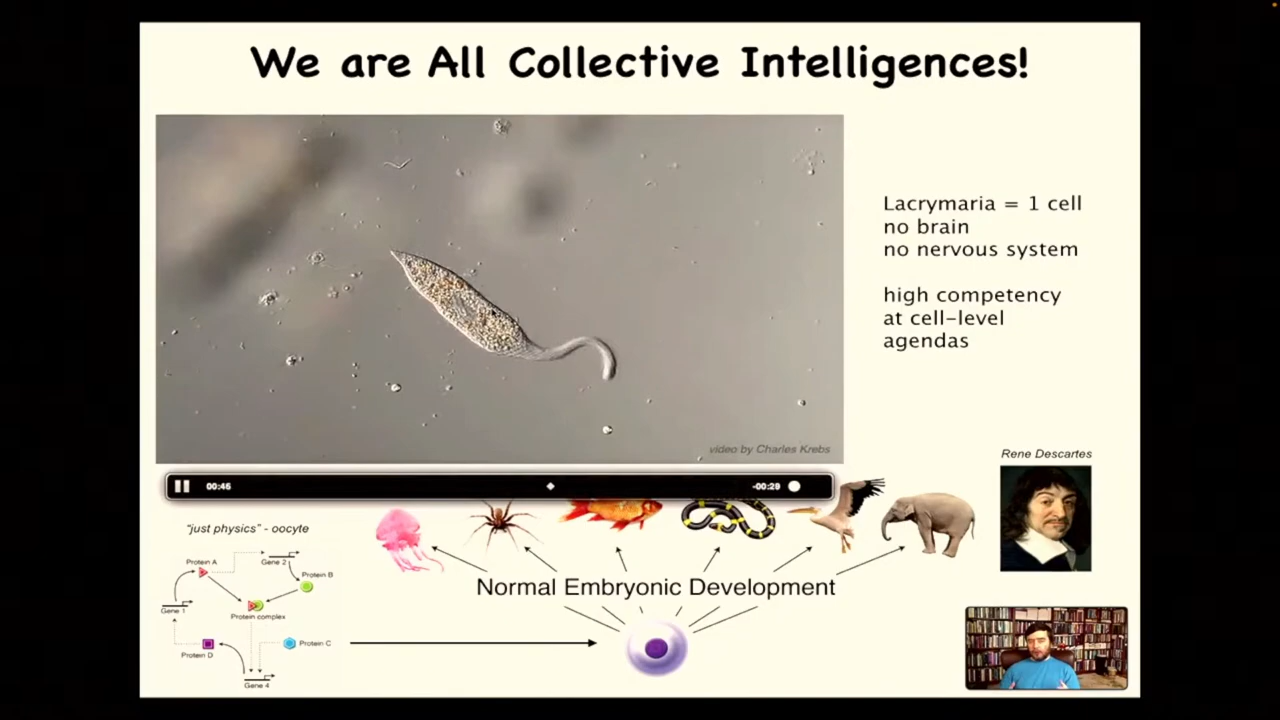 We are All Collective Intelligences!
Lacrymaria = 1 cell
no brain
no nervous system
high competency
at cell-level
agendas
video by Charles Krebs
Rene Descartes
00:45
-00:29
"just physics" - oocyte
Protein A
Gene 2
Protein B
Gene 1
Protein complex
Protein D
Protein C
Gene 4
Normal Embryonic Development